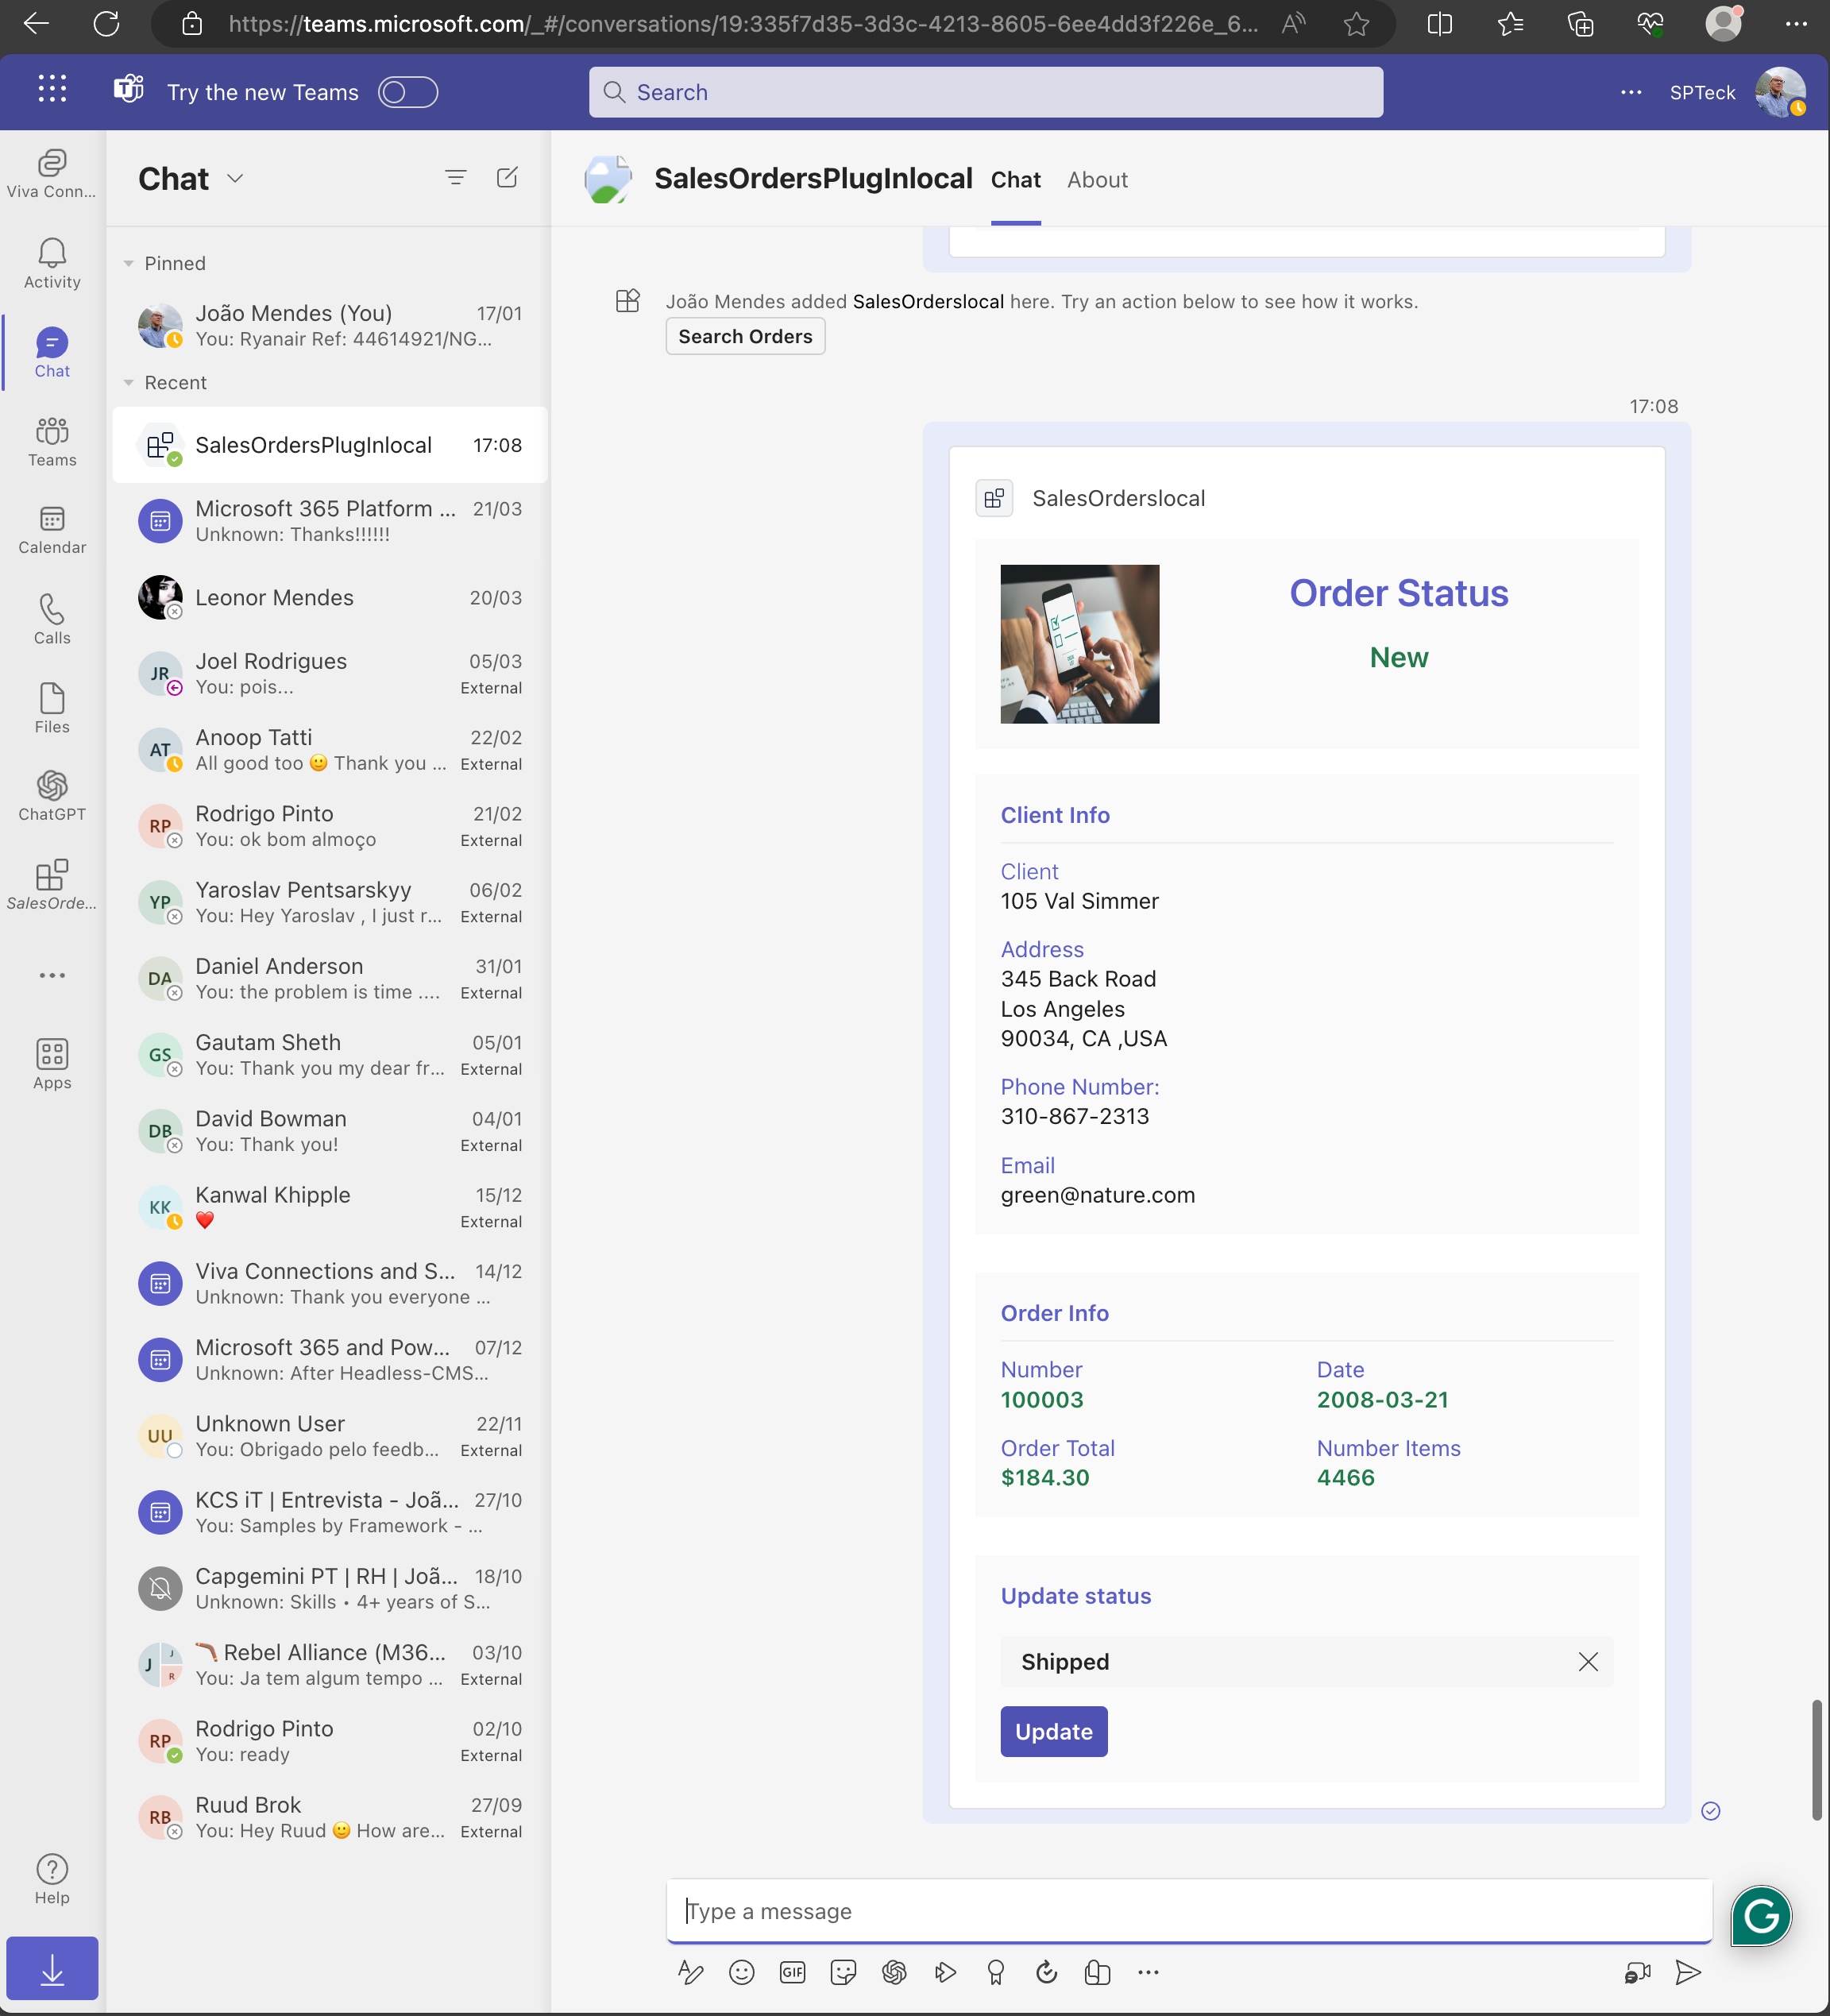 https://teams.microsoft.com/_#/conversations/19:335f7d35-3d3c-4213-8605-6ee4dd3f226e_6...
Try the new Teams
Search
SPTeck
Viva Conn...
Activity
Chat
Teams
Calendar
Calls
Files
ChatGPT
SalesOrde...
Apps
Help
Chat
Pinned
João Mendes (You) 17/01
You: Ryanair Ref: 44614921/NG...
Recent
SalesOrdersPlugInlocal 17:08
Microsoft 365 Platform ... 21/03
Unknown: Thanks!!!!!!
Leonor Mendes 20/03
JR
Joel Rodrigues 05/03
You: pois... External
AT
Anoop Tatti 22/02
All good too 🙂 Thank you ... External
RP
Rodrigo Pinto 21/02
You: ok bom almoço External
YP
Yaroslav Pentsarskyy 06/02
You: Hey Yaroslav , I just r... External
DA
Daniel Anderson 31/01
You: the problem is time .... External
GS
Gautam Sheth 05/01
You: Thank you my dear fr... External
DB
David Bowman 04/01
You: Thank you! External
KK
Kanwal Khipple 15/12
❤️ External
Viva Connections and S... 14/12
Unknown: Thank you everyone ...
Microsoft 365 and Pow... 07/12
Unknown: After Headless-CMS...
UU
Unknown User 22/11
You: Obrigado pelo feedb... External
KCS iT | Entrevista - Joã... 27/10
You: Samples by Framework - ...
Capgemini PT | RH | Joã... 18/10
Unknown: Skills • 4+ years of S...
J J R
🪃 Rebel Alliance (M36... 03/10
You: Ja tem algum tempo ... External
RP
Rodrigo Pinto 02/10
You: ready External
RB
Ruud Brok 27/09
You: Hey Ruud 🙂 How are... External
SalesOrdersPlugInlocal Chat About
João Mendes added SalesOrderslocal here. Try an action below to see how it works.
Search Orders
17:08
SalesOrderslocal
Order Status
New
Client Info
Client
105 Val Simmer
Address
345 Back Road
Los Angeles
90034, CA ,USA
Phone Number:
310-867-2313
Email
green@nature.com
Order Info
Number Date
100003 2008-03-21
Order Total Number Items
$184.30 4466
Update status
Shipped
Update
Type a message
GIF
G